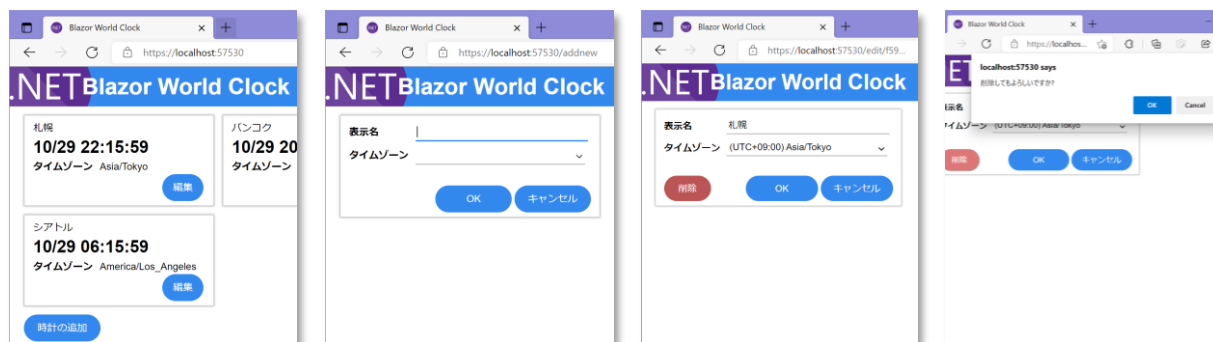 Blazor World Clock
https://localhost:57530
.NET Blazor World Clock
札幌
10/29 22:15:59
タイムゾーン Asia/Tokyo
編集
バンコク
10/29 20
タイムゾーン
シアトル
10/29 06:15:59
タイムゾーン America/Los_Angeles
編集
時計の追加
Blazor World Clock
https://localhost:57530/addnew
.NET Blazor World Clock
表示名
タイムゾーン
OK キャンセル
Blazor World Clock
https://localhost:57530/edit/f59...
.NET Blazor World Clock
表示名 札幌
タイムゾーン (UTC+09:00) Asia/Tokyo
削除 OK キャンセル
Blazor World Clock
https://localhos...
localhost:57530 says
削除してもよろしいですか?
OK Cancel
ET
示名
イムゾーン (UTC+09:00) Asia/Tokyo
削除 OK キャンセル